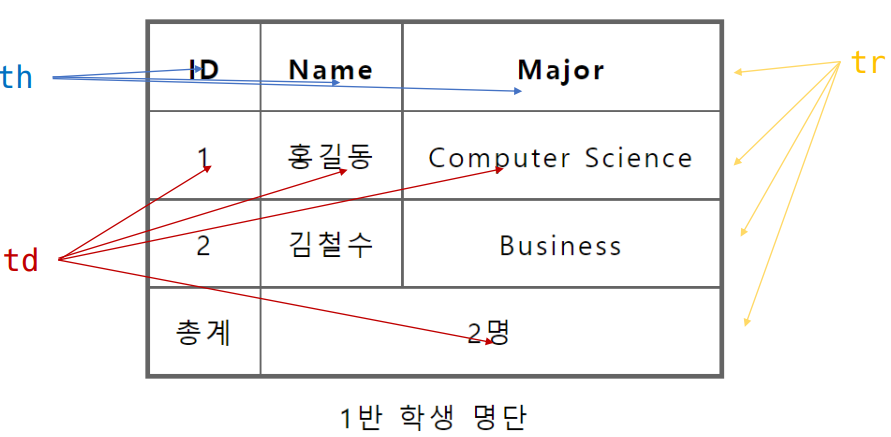 th ID Name Major tr
1 홍길동 Computer Science
td 2 김철수 Business
총계 2명
1반 학생 명단